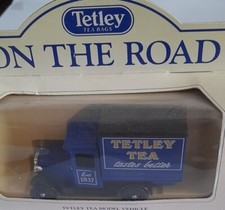 Tetley
TEA BAGS
ON THE ROAD
TETLEY
TEA
tastes better
Est
1837
TETLEY TEA MODEL VEHICLE